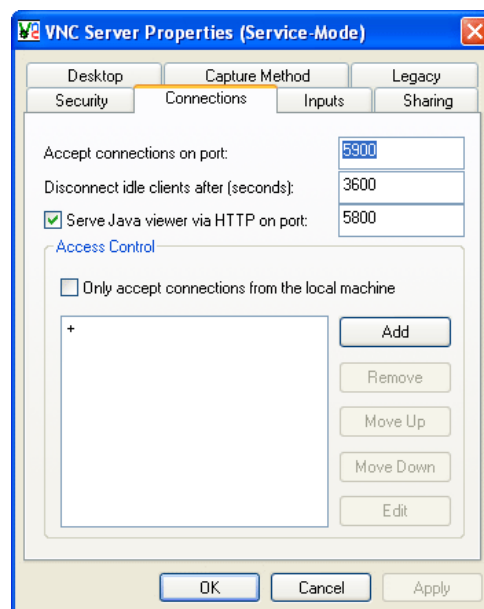 VNC Server Properties (Service-Mode)
Desktop Capture Method Legacy
Security Connections Inputs Sharing
Accept connections on port: 5900
Disconnect idle clients after (seconds): 3600
Serve Java viewer via HTTP on port: 5800
Access Control
Only accept connections from the local machine
+ Add
Remove
Move Up
Move Down
Edit
OK Cancel Apply